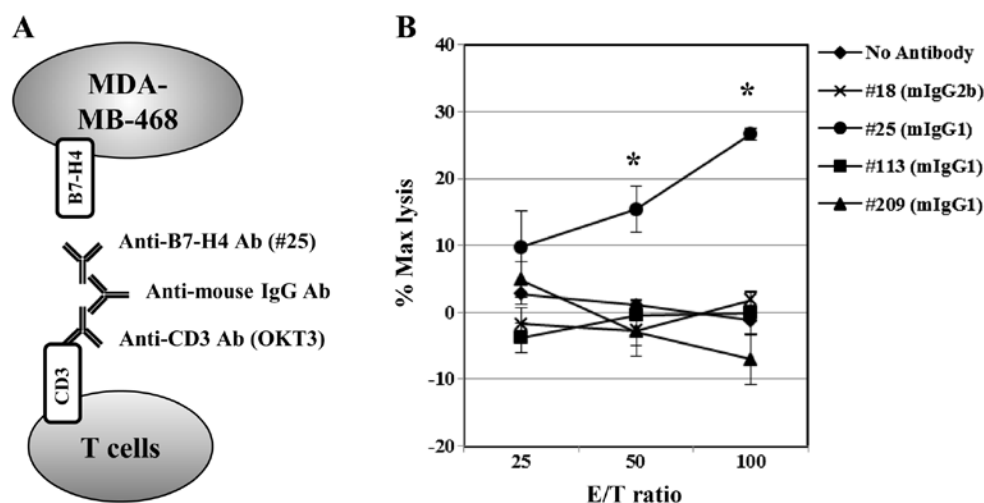 A
MDA-
MB-468
B7-H4
Anti-B7-H4 Ab (#25)
Anti-mouse IgG Ab
Anti-CD3 Ab (OKT3)
CD3
T cells
B
% Max lysis
40
30
20
10
0
-10
-20
*
*
25
50
100
E/T ratio
No Antibody
#18 (mIgG2b)
#25 (mIgG1)
#113 (mIgG1)
#209 (mIgG1)